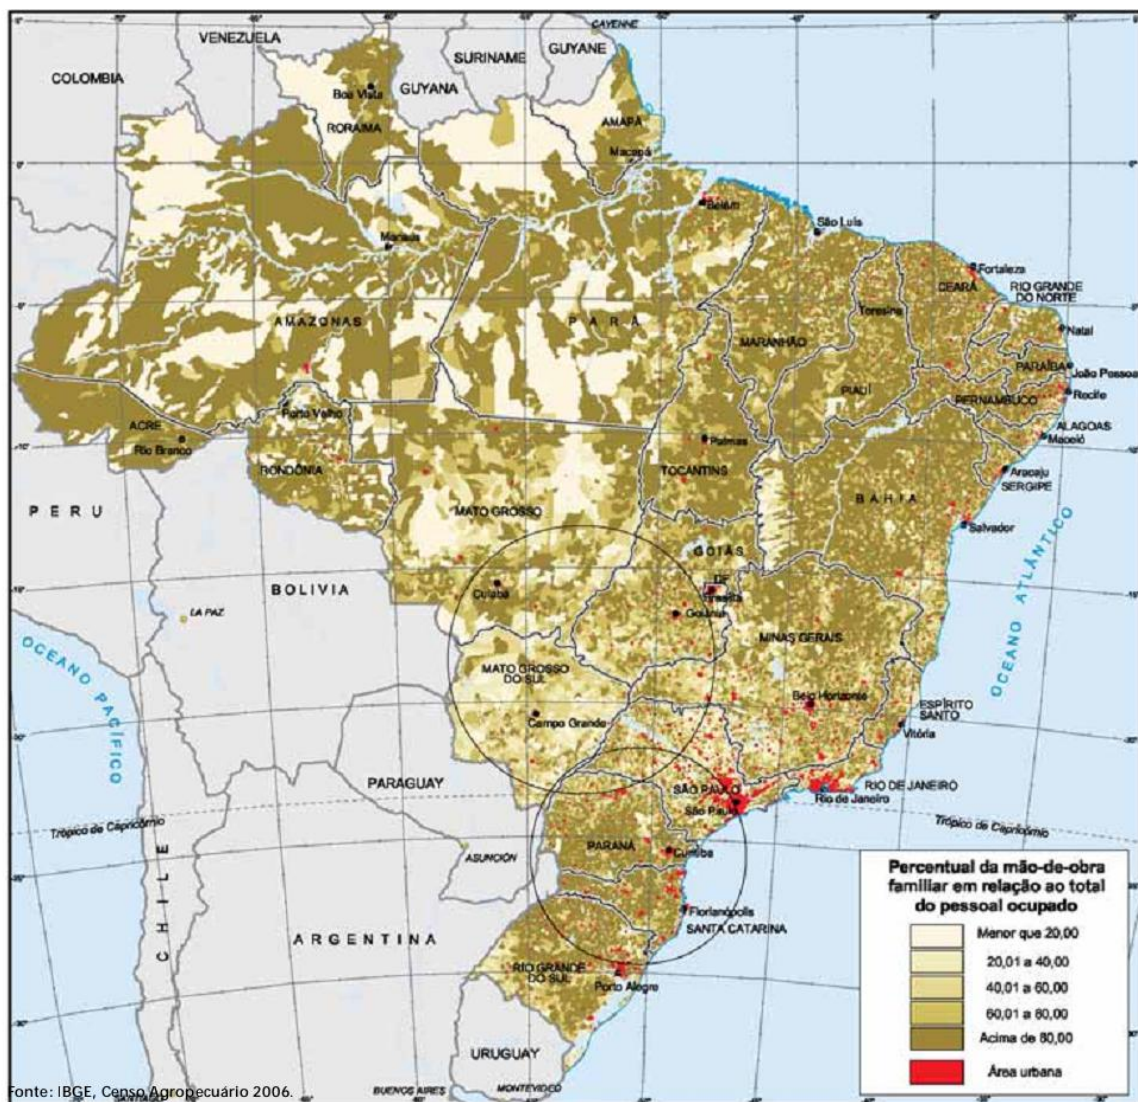 CAYENNE
VENEZUELA
SURINAME
GUYANE
COLOMBIA
GUYANA
Boa Vista
RORAIMA
AMAPÁ
Macapá
0°
Belém
São Luís
Manaus
Fortaleza
CEARÁ
RIO GRANDE
DO NORTE
Teresina
Natal
AMAZONAS
PARÁ
MARANHÃO
PARAÍBA
João Pessoa
PIAUÍ
PERNAMBUCO
Recife
Porto Velho
ACRE
Rio Branco
ALAGOAS
Maceió
Palmas
RONDÔNIA
TOCANTINS
Aracaju
SERGIPE
BAHIA
PERU
MATO GROSSO
Salvador
GOIÁS
OCEANO ATLÂNTICO
BOLIVIA
Cuiabá
DF
Brasília
LA PAZ
Goiânia
MINAS GERAIS
OCEANO PACÍFICO
MATO GROSSO
DO SUL
Belo Horizonte
ESPÍRITO
SANTO
Campo Grande
Vitória
PARAGUAY
SÃO PAULO
RIO DE JANEIRO
São Paulo
Rio de Janeiro
Trópico de Capricórnio
Trópico de Capricórnio
PARANÁ
Curitiba
ASUNCIÓN
CHILE
Florianópolis
SANTA CATARINA
ARGENTINA
RIO GRANDE
DO SUL
Porto Alegre
URUGUAY
BUENOS AIRES
MONTEVIDEO
SANTIAGO
Percentual da mão-de-obra
familiar em relação ao total
do pessoal ocupado
Menor que 20,00
20,01 a 40,00
40,01 a 60,00
60,01 a 80,00
Acima de 80,00
Área urbana
Fonte: IBGE, Censo Agropecuário 2006.